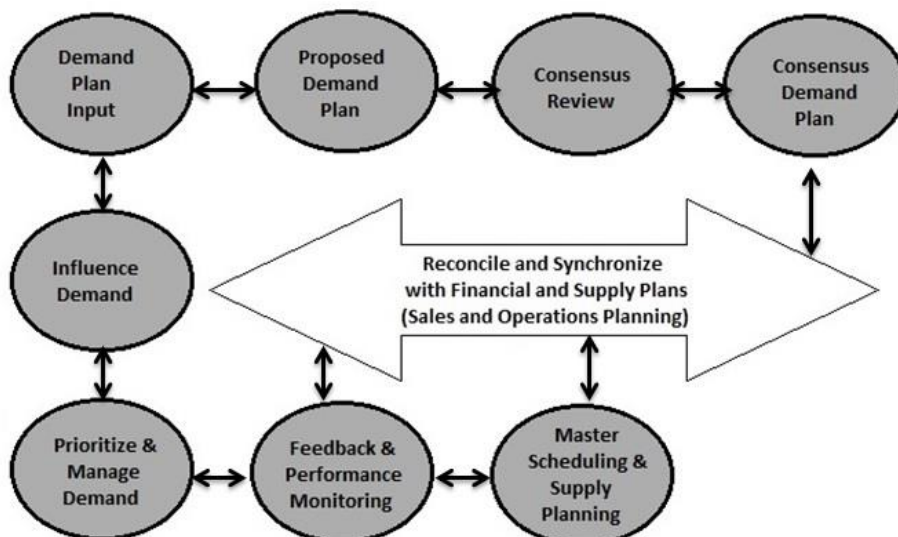 Demand
Plan
Input
Proposed
Demand
Plan
Consensus
Review
Consensus
Demand
Plan
Influence
Demand
Reconcile and Synchronize
with Financial and Supply Plans
(Sales and Operations Planning)
Prioritize &
Manage
Demand
Feedback &
Performance
Monitoring
Master
Scheduling &
Supply
Planning